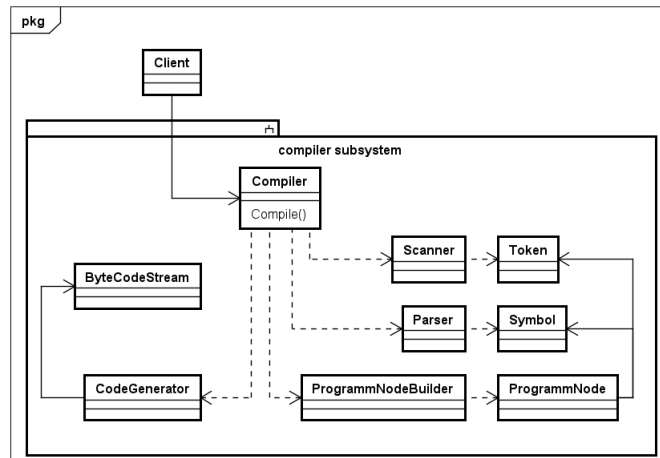 pkg
Client
compiler subsystem
Compiler
Compile()
Scanner
Token
ByteCodeStream
Parser
Symbol
CodeGenerator
ProgrammNodeBuilder
ProgrammNode